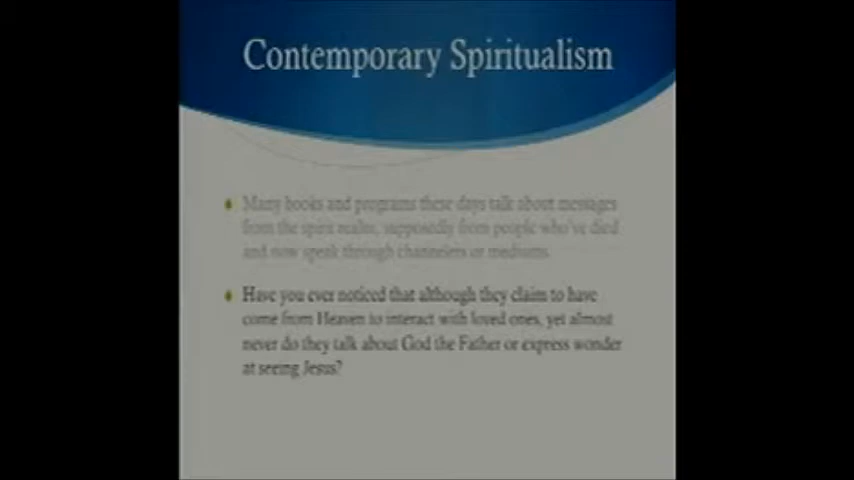 Contemporary Spiritualism
Many books and programs these days talk about messages
from the spirit realm, supposedly from people who've died
and now speak through channelers or mediums.
Have you ever noticed that although they claim to have
come from Heaven to interact with loved ones, yet almost
never do they talk about God the Father or express wonder
at seeing Jesus?